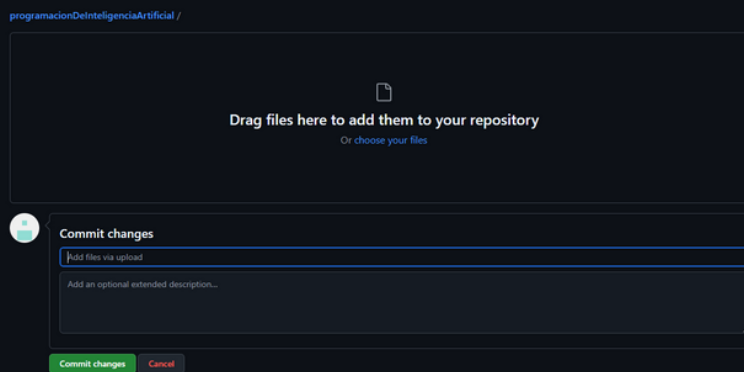 programacionDeInteligenciaArtificial /
Drag files here to add them to your repository
Or choose your files
Commit changes
Add files via upload
Add an optional extended description...
Commit changes Cancel